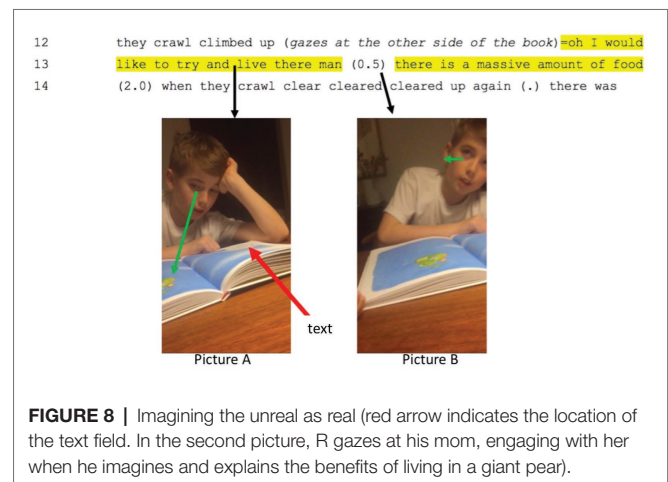 12 they crawl climbed up (gazes at the other side of the book)=oh I would
13 like to try and live there man (0.5) there is a massive amount of food
14 (2.0) when they crawl clear cleared cleared up again (.) there was
text
Picture A Picture B
FIGURE 8 | Imagining the unreal as real (red arrow indicates the location of
the text field. In the second picture, R gazes at his mom, engaging with her
when he imagines and explains the benefits of living in a giant pear).